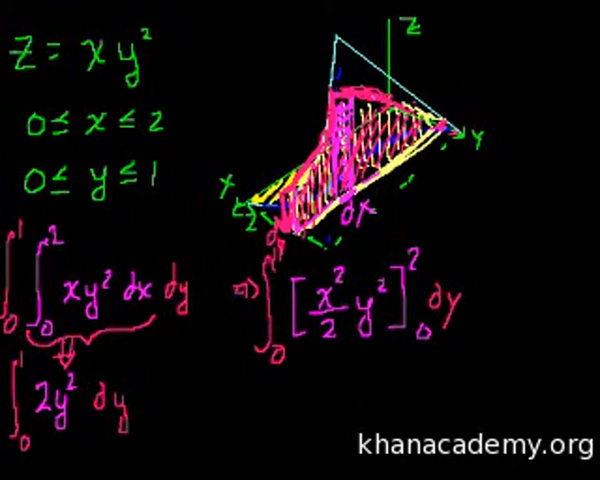 z = xy²
0 ≤ x ≤ 2
0 ≤ y ≤ 1
z
y
x
2
dx
∫₀¹ ∫₀² xy² dx dy
⇒ ∫₀¹ [x²/2 y²]₀² dy
⇓
∫₀¹ 2y² dy
khanacademy.org